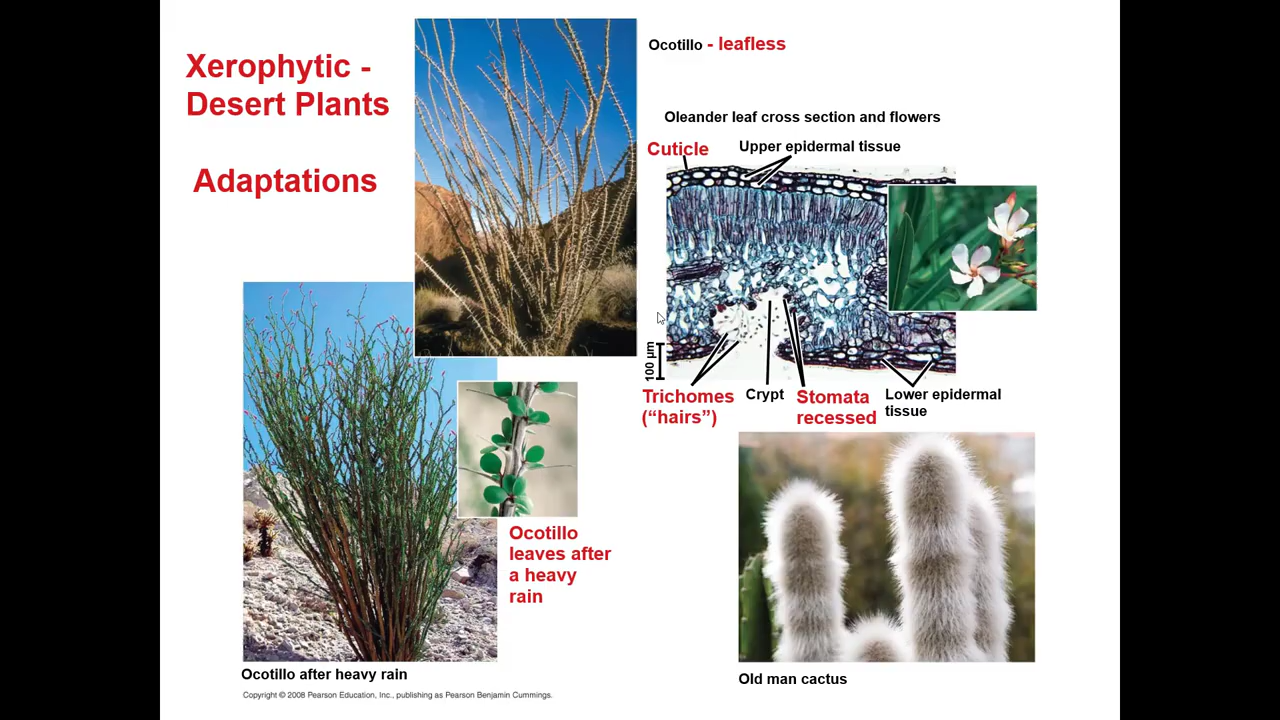 Xerophytic -
Desert Plants
Adaptations
Ocotillo - leafless
Oleander leaf cross section and flowers
Cuticle
Upper epidermal tissue
100 µm
Trichomes
(“hairs”)
Crypt
Stomata
recessed
Lower epidermal
tissue
Ocotillo
leaves after
a heavy
rain
Ocotillo after heavy rain
Old man cactus
Copyright © 2008 Pearson Education, Inc., publishing as Pearson Benjamin Cummings.